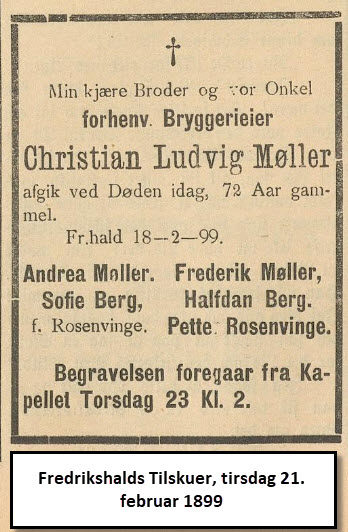 Min kjære Broder og vor Onkel
forhenv. Bryggerieier
Christian Ludvig Møller
afgik ved Døden idag, 72 Aar gam-
mel.
Fr.hald 18–2–99.
Andrea Møller. Frederik Møller,
Sofie Berg, Halfdan Berg.
f. Rosenvinge. Pette Rosenvinge.
Begravelsen foregaar fra Ka-
pellet Torsdag 23 Kl. 2.
Fredrikshalds Tilskuer, tirsdag 21.
februar 1899